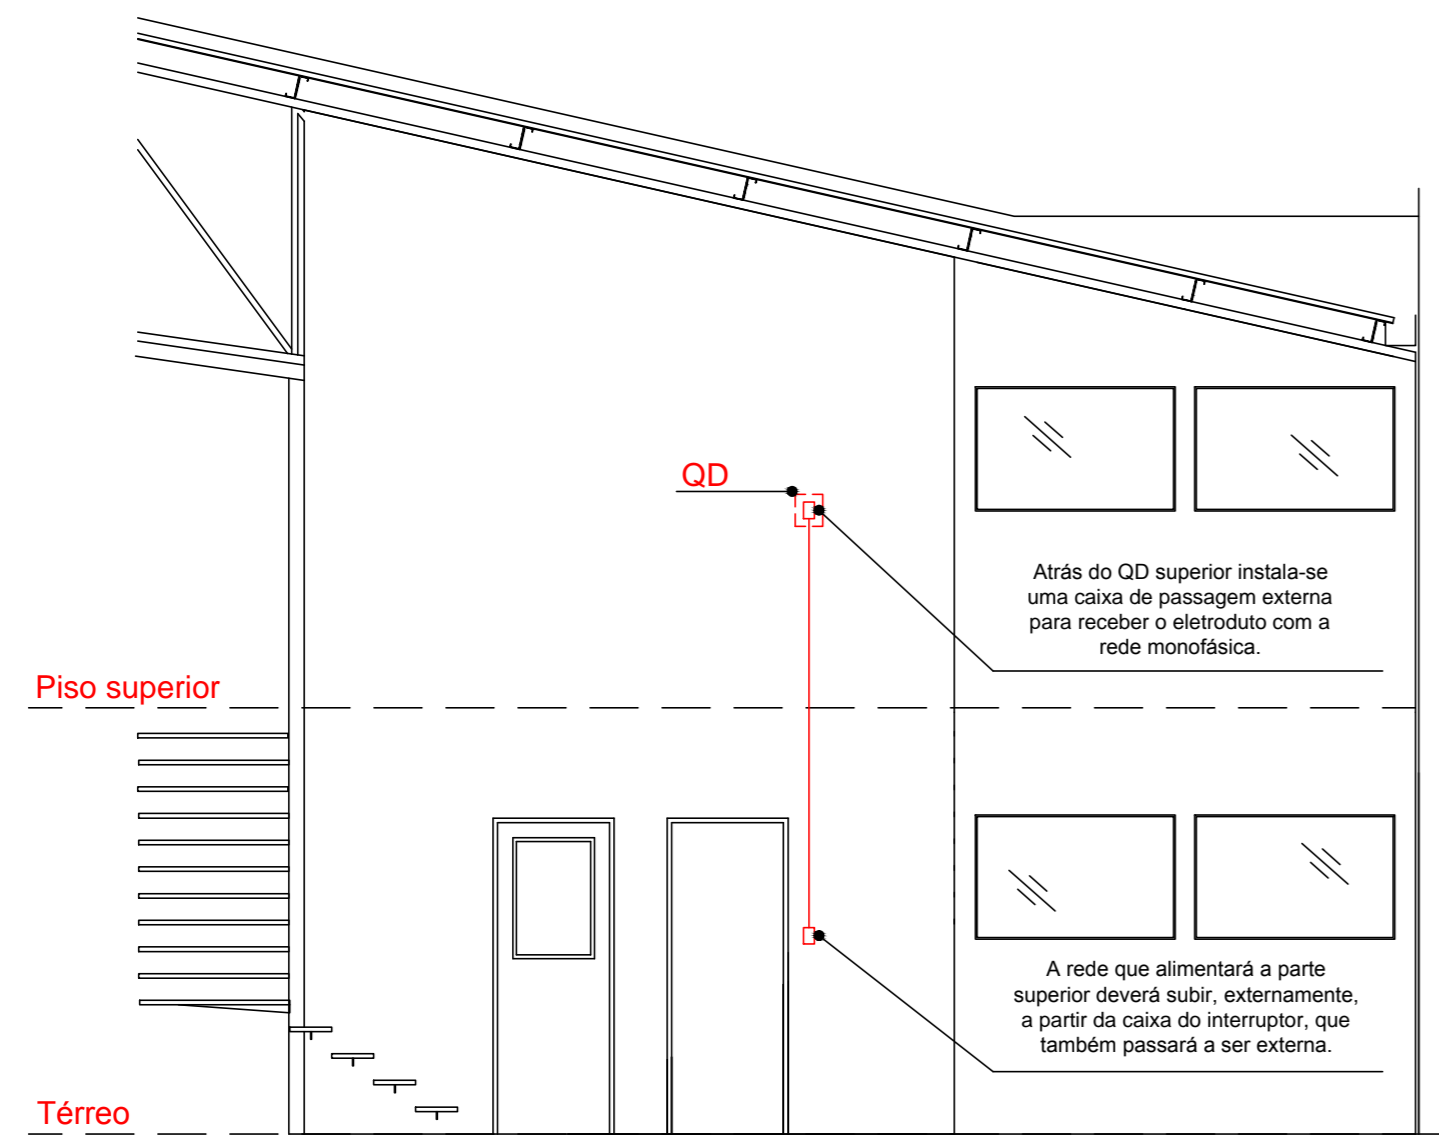 QD
Atrás do QD superior instala-se
uma caixa de passagem externa
para receber o eletroduto com a
rede monofásica.
Piso superior
A rede que alimentará a parte
superior deverá subir, externamente,
a partir da caixa do interruptor, que
também passará a ser externa.
Térreo